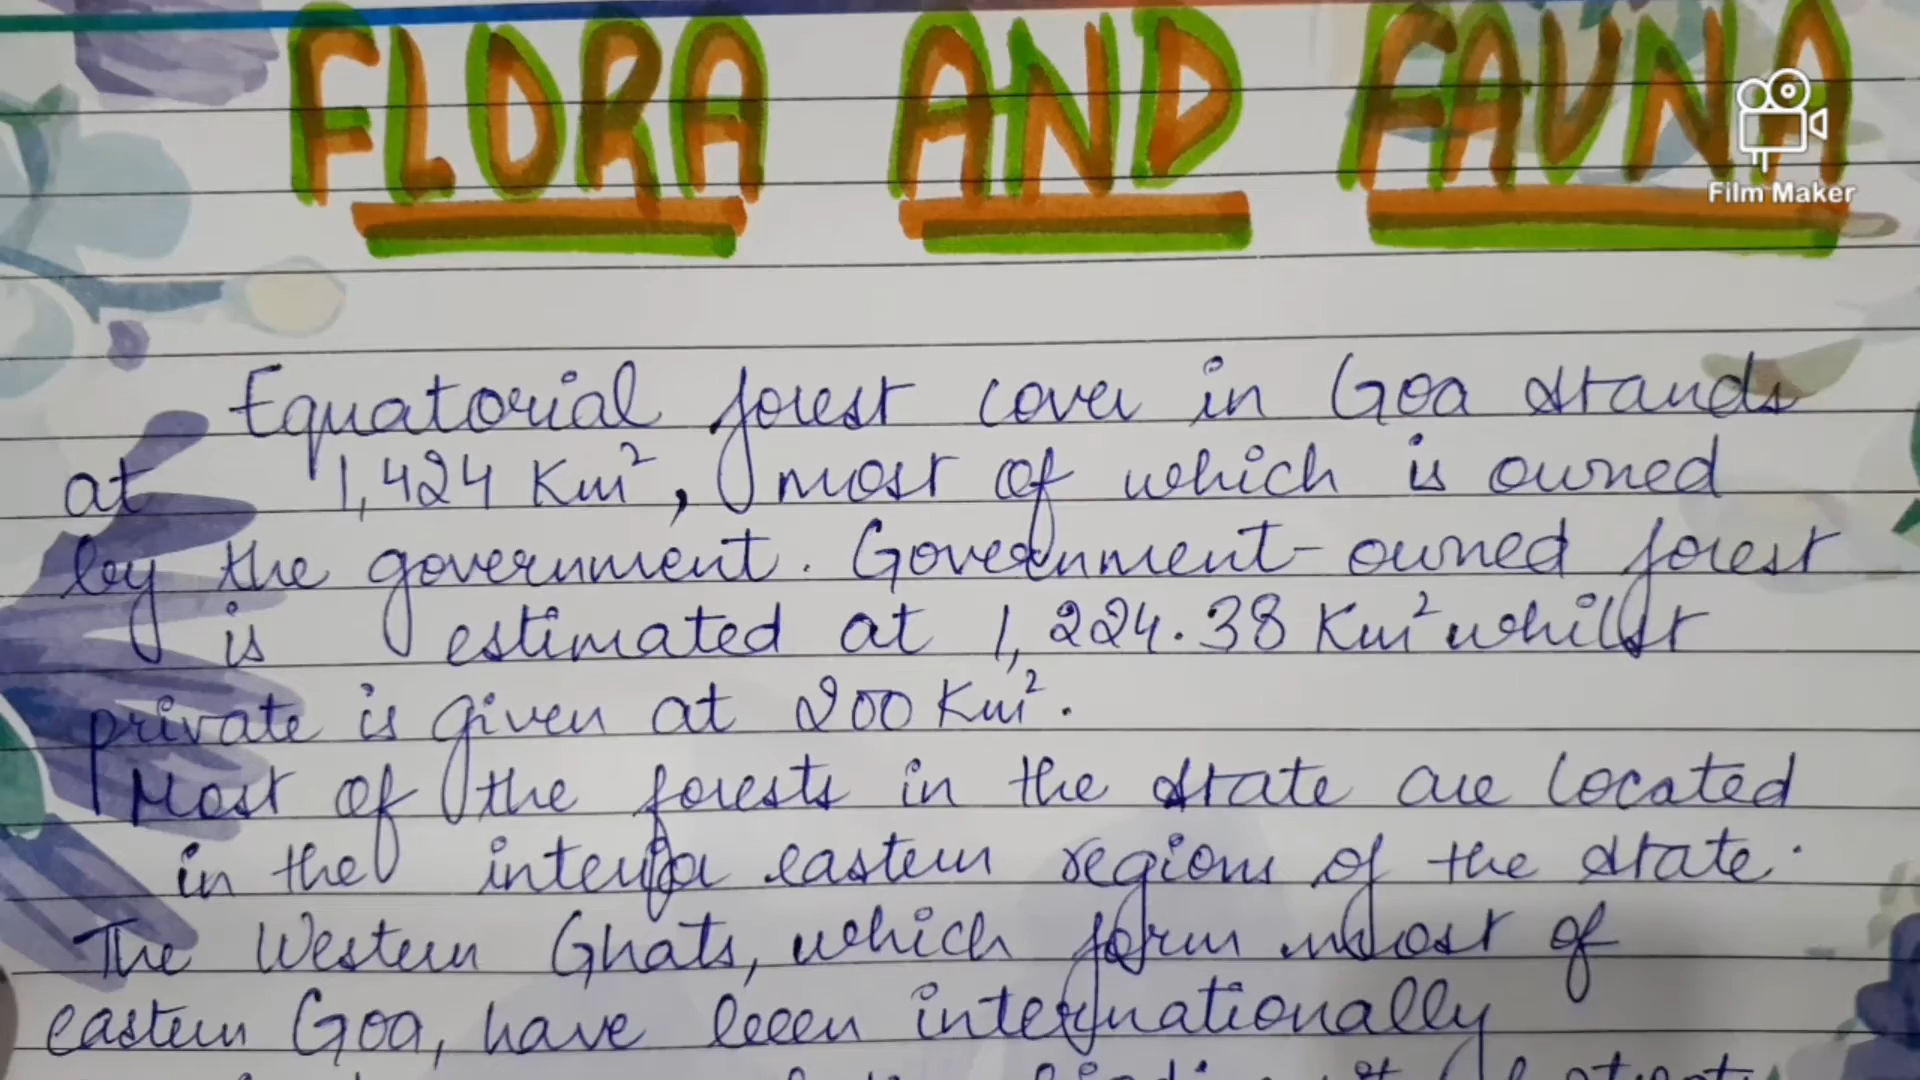 FLORA AND FAUNA
Film Maker
Equatorial forest cover in Goa stands
at 1,424 Km², most of which is owned
by the government. Government-owned forest
is estimated at 1,224.38 Km² whilst
private is given at 200 Km².
Most of the forests in the state are located
in the interior eastern regions of the state.
The Western Ghats, which form most of
eastern Goa, have been internationally